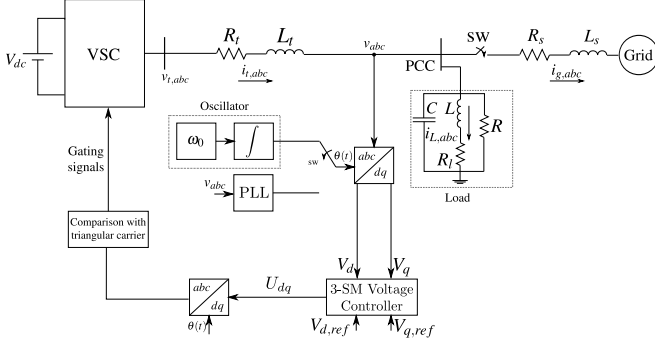 V_dc
VSC
v_t,abc
R_t
L_t
i_t,abc
v_abc
PCC
SW
R_s
L_s
i_g,abc
Grid
Oscillator
ω_0
∫
sw
θ(t)
abc
dq
v_abc
PLL
C
L
i_L,abc
R_l
R
Load
Gating
signals
Comparison with
triangular carrier
abc
dq
θ(t)
U_dq
V_d
V_q
3-SM Voltage
Controller
V_d,ref
V_q,ref